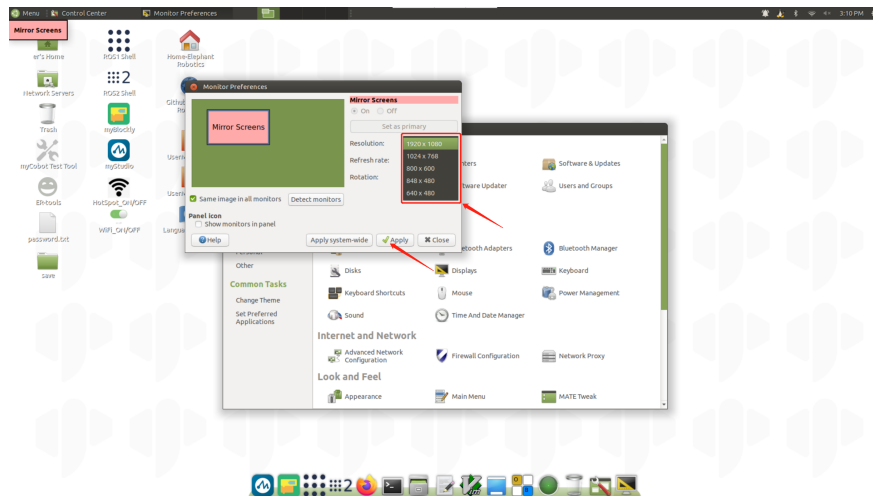 Menu
Control Center
Monitor Preferences
3:10 PM
Mirror Screens
er's Home
ROS1 Shell
Home-Elephant
Robotics
Network Servers
ROS2 Shell
Trash
myBlockly
myCobot Test Tool
myStudio
Eh-tools
HotSpot_ON/OFF
password.txt
WIFI_ON/OFF
save
Monitor Preferences
Mirror Screens
Mirror Screens
On
Off
Set as primary
Resolution:
1920 x 1080
Refresh rate:
1024 x 768
800 x 600
Rotation:
848 x 480
640 x 480
Same image in all monitors
Detect monitors
Panel icon
Show monitors in panel
Help
Apply system-wide
Apply
Close
Software & Updates
Users and Groups
Bluetooth Manager
Other
Disks
Displays
Keyboard
Common Tasks
Change Theme
Keyboard Shortcuts
Mouse
Power Management
Set Preferred
Applications
Sound
Time And Date Manager
Internet and Network
Advanced Network
Configuration
Firewall Configuration
Network Proxy
Look and Feel
Appearance
Main Menu
MATE Tweak
2